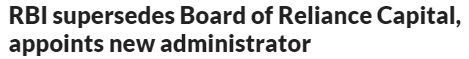 RBI supersedes Board of Reliance Capital,
appoints new administrator